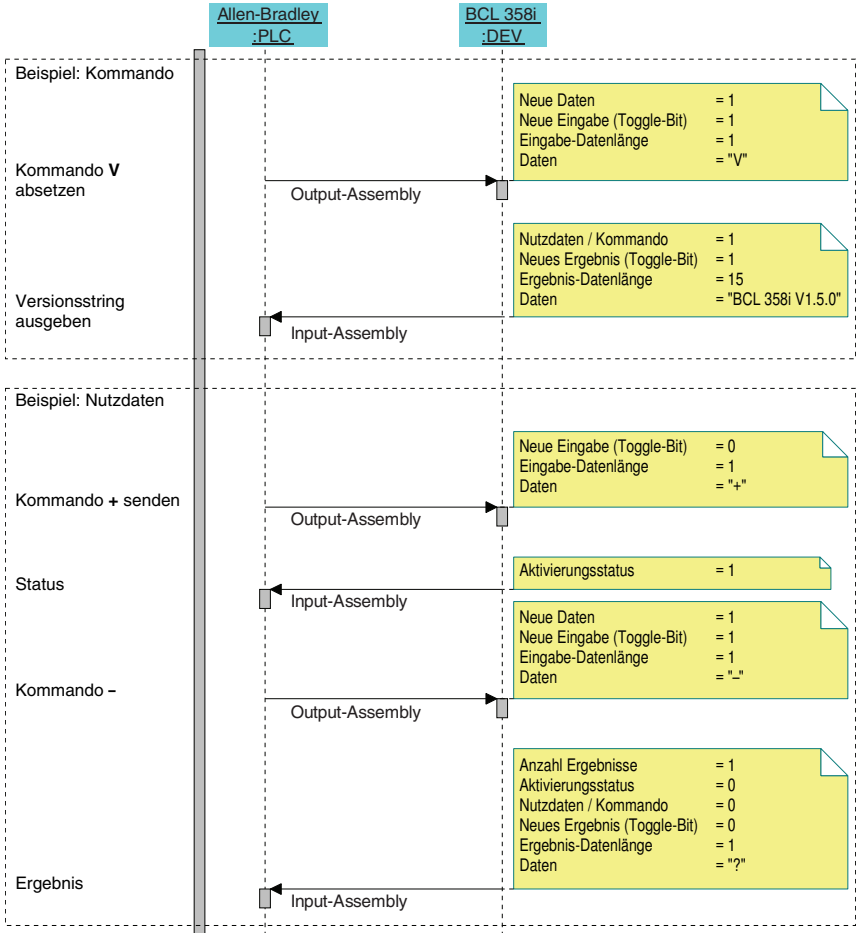 Allen-Bradley
:PLC
BCL 358i
:DEV
Beispiel: Kommando
Neue Daten = 1
Neue Eingabe (Toggle-Bit) = 1
Eingabe-Datenlänge = 1
Daten = "V"
Kommando V
absetzen
Output-Assembly
Nutzdaten / Kommando = 1
Neues Ergebnis (Toggle-Bit) = 1
Ergebnis-Datenlänge = 15
Daten = "BCL 358i V1.5.0"
Versionsstring
ausgeben
Input-Assembly
Beispiel: Nutzdaten
Neue Eingabe (Toggle-Bit) = 0
Eingabe-Datenlänge = 1
Daten = "+"
Kommando + senden
Output-Assembly
Status
Aktivierungsstatus = 1
Input-Assembly
Neue Daten = 1
Neue Eingabe (Toggle-Bit) = 1
Eingabe-Datenlänge = 1
Daten = "–"
Kommando –
Output-Assembly
Anzahl Ergebnisse = 1
Aktivierungsstatus = 0
Nutzdaten / Kommando = 0
Neues Ergebnis (Toggle-Bit) = 0
Ergebnis-Datenlänge = 1
Daten = "?"
Ergebnis
Input-Assembly